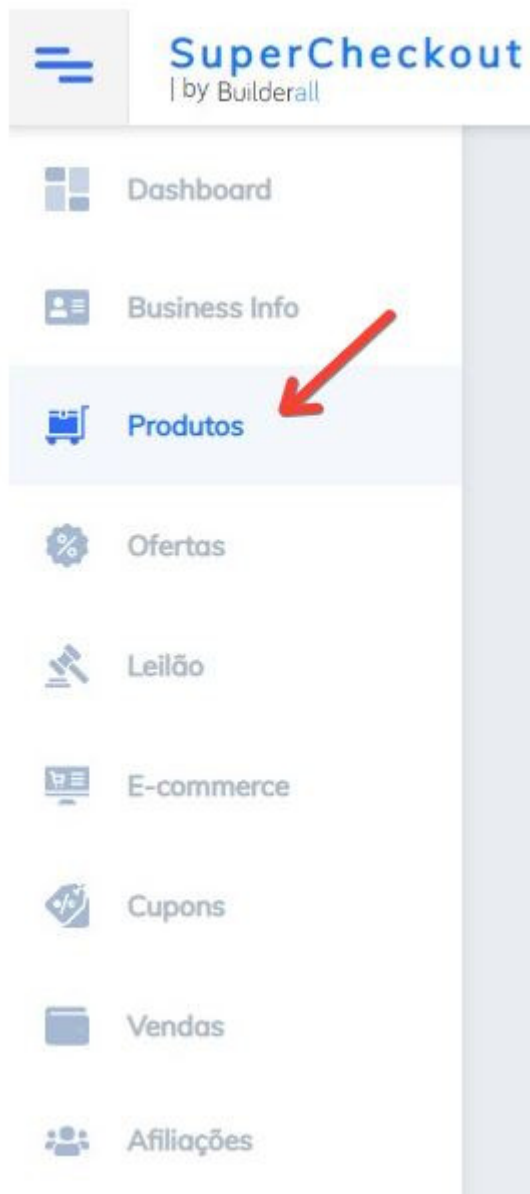 SuperCheckout
| by Builderall
Dashboard
Business Info
Produtos
Ofertas
Leilão
E-commerce
Cupons
Vendas
Afiliações